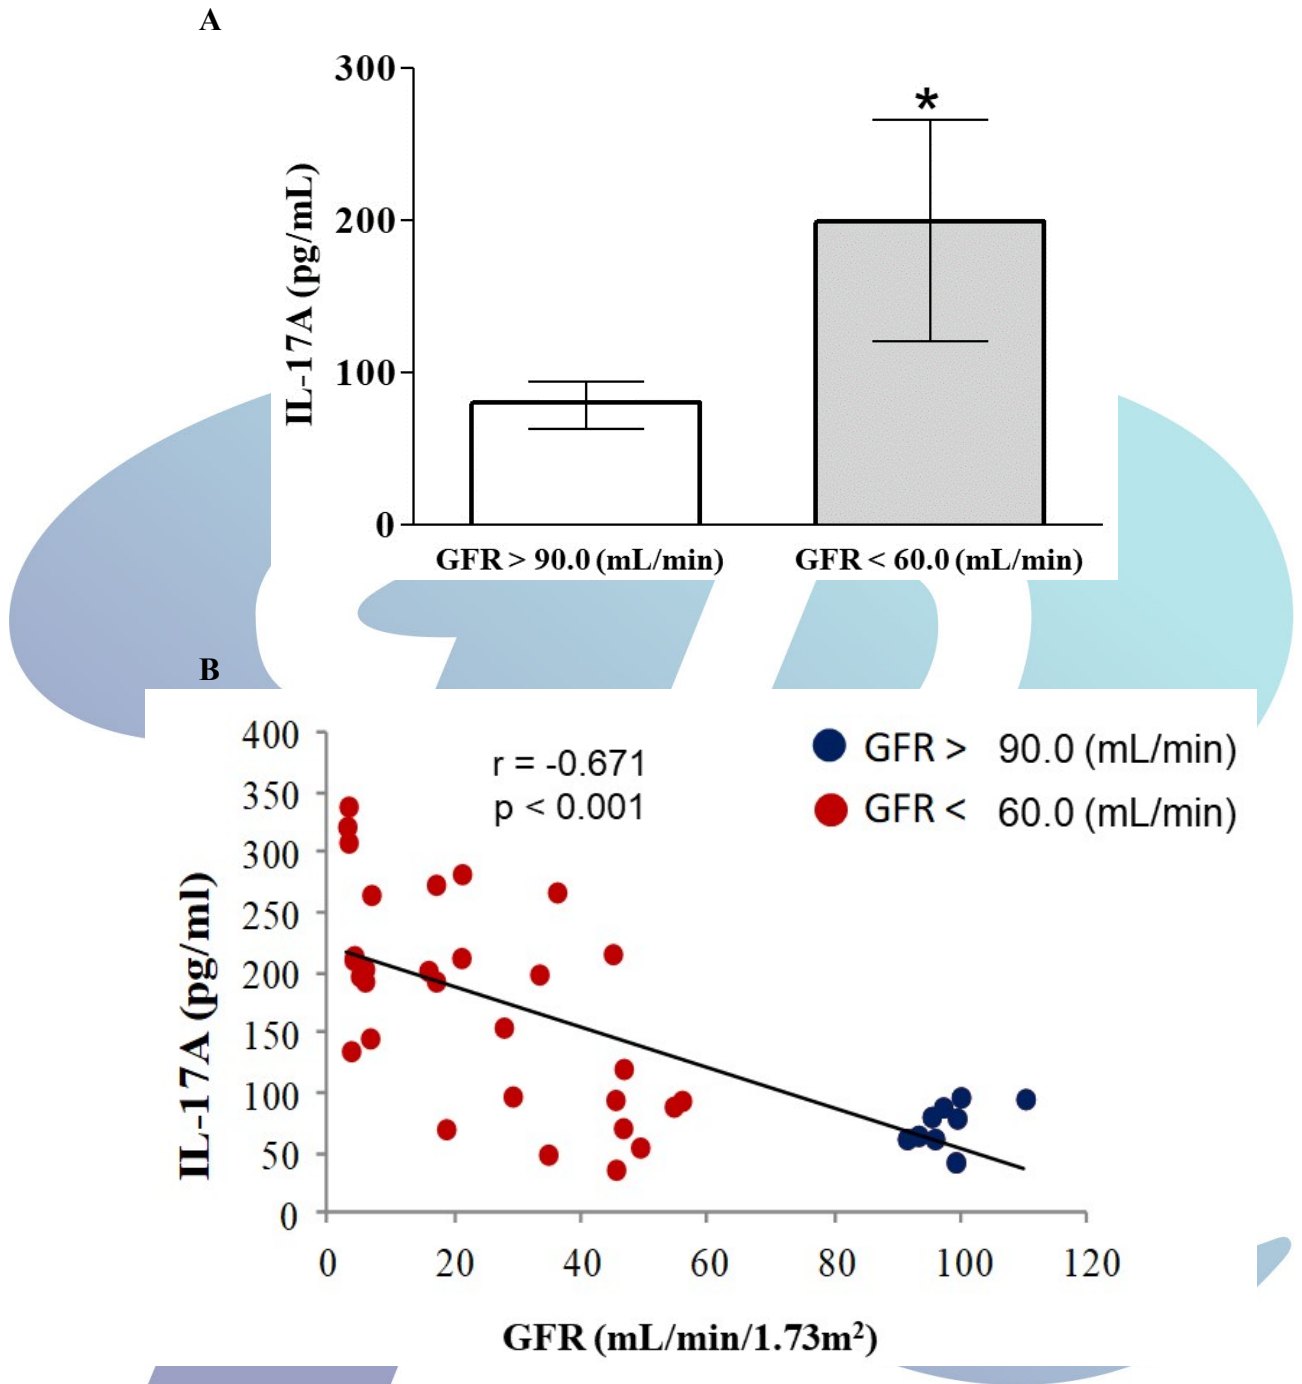 A
300
200
100
0
IL-17A (pg/mL)
*
GFR > 90.0 (mL/min)
GFR < 60.0 (mL/min)
B
400
350
300
250
200
150
100
50
0
IL-17A (pg/ml)
r = -0.671
p < 0.001
GFR > 90.0 (mL/min)
GFR < 60.0 (mL/min)
0 20 40 60 80 100 120
GFR (mL/min/1.73m²)